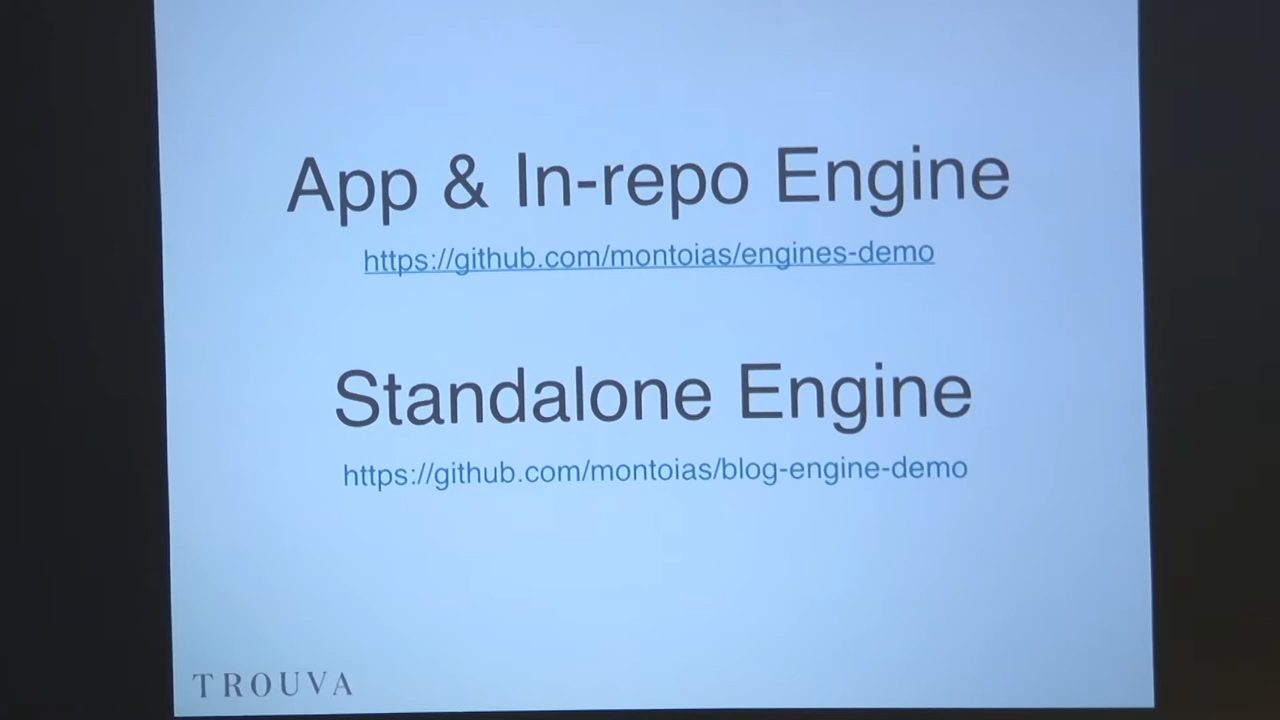 App & In-repo Engine
https://github.com/montoias/engines-demo
Standalone Engine
https://github.com/montoias/blog-engine-demo
TROUVA